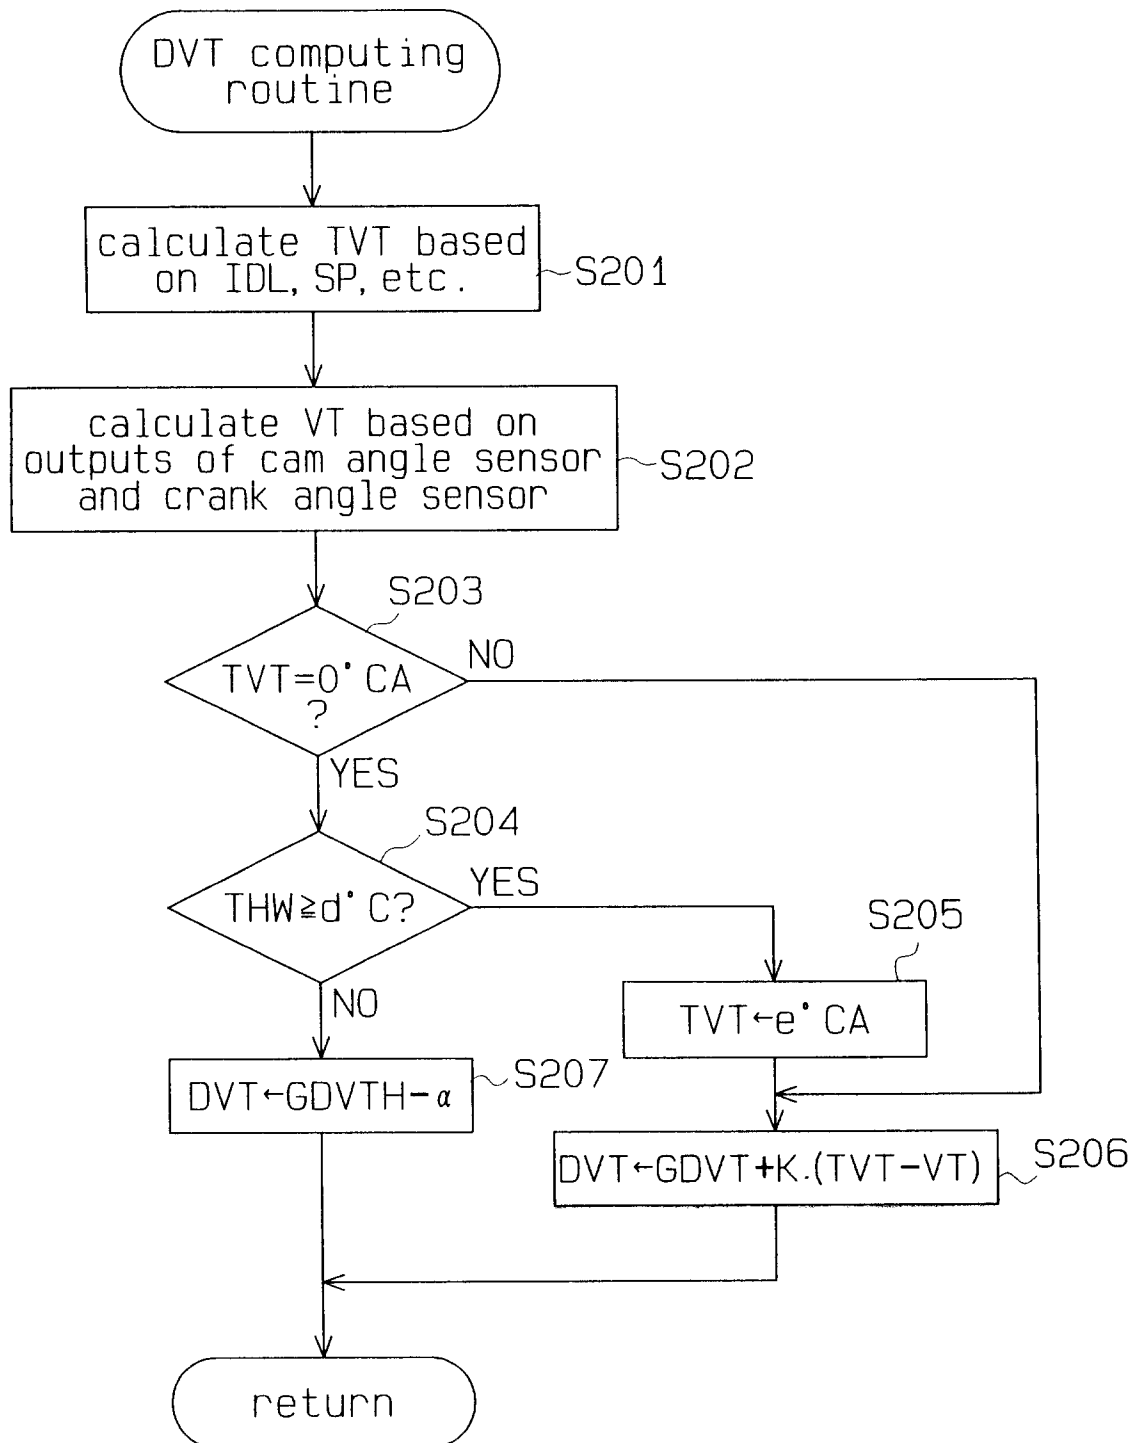 DVT computing
routine
calculate TVT based
on IDL, SP, etc.
S201
calculate VT based on
outputs of cam angle sensor
and crank angle sensor
S202
S203
TVT=0° CA
?
NO
YES
S204
THW≧d° C?
YES
NO
S205
TVT←e° CA
S207
DVT←GDVTH-α
S206
DVT←GDVT+K.(TVT-VT)
return